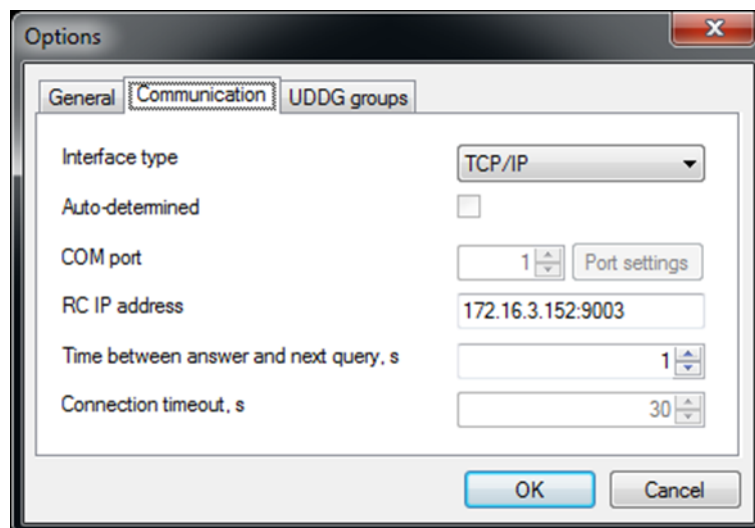 Options
General Communication UDDG groups
Interface type TCP/IP
Auto-determined
COM port 1 Port settings
RC IP address 172.16.3.152:9003
Time between answer and next query, s 1
Connection timeout, s 30
OK Cancel